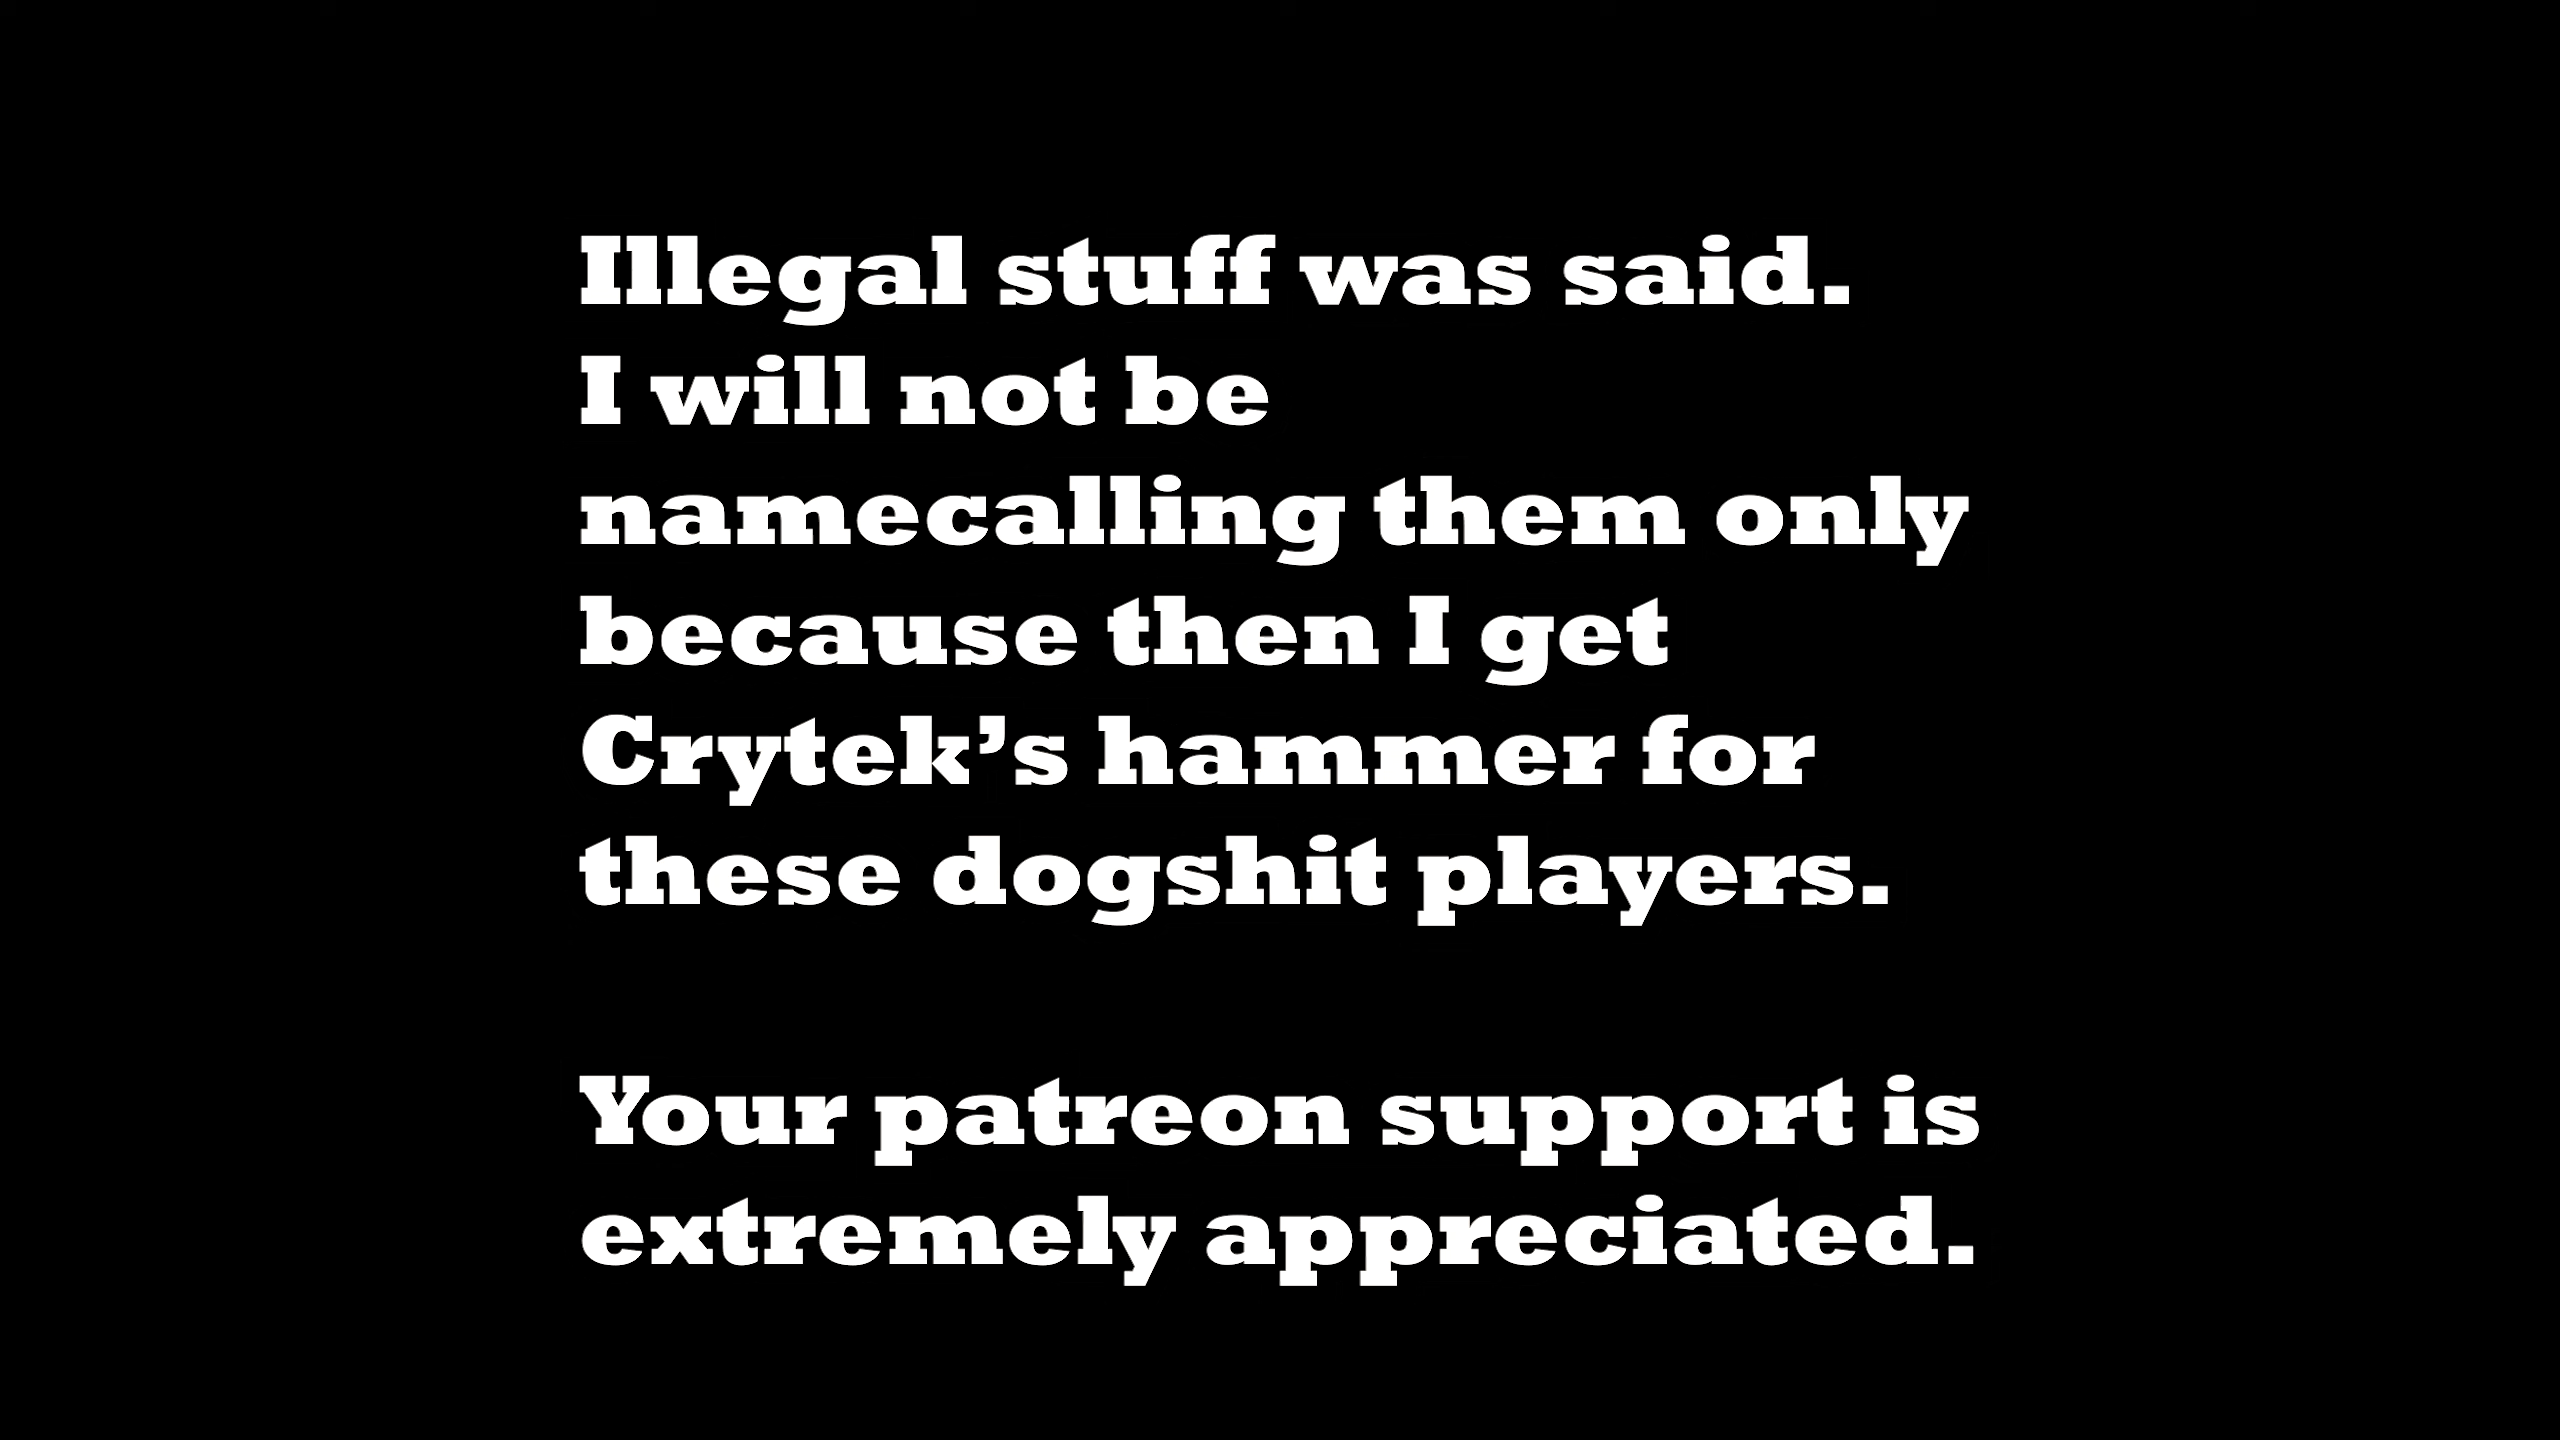 Illegal stuff was said.
I will not be
namecalling them only
because then I get
Crytek’s hammer for
these dogshit players.
Your patreon support is
extremely appreciated.